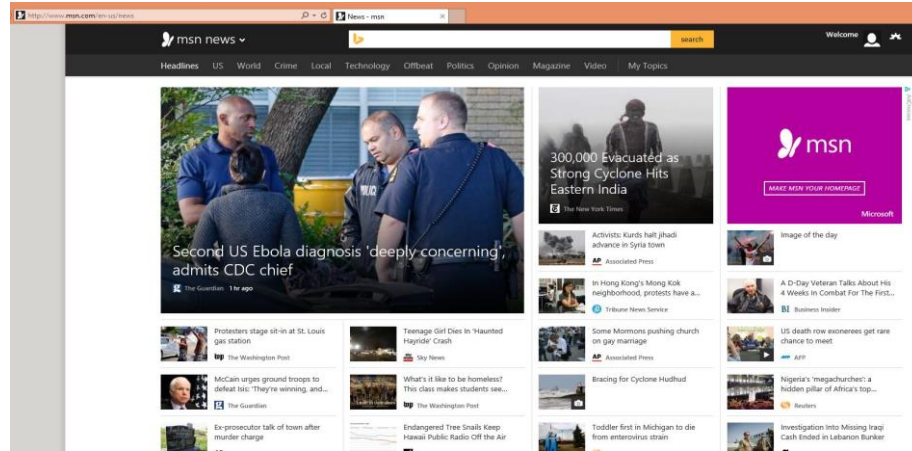 http://www.msn.com/en-us/news
News - msn
msn news
search
Welcome
Headlines US World Crime Local Technology Offbeat Politics Opinion Magazine Video My Topics
Second US Ebola diagnosis 'deeply concerning',
admits CDC chief
The Guardian 1 hr ago
300,000 Evacuated as
Strong Cyclone Hits
Eastern India
The New York Times
msn
MAKE MSN YOUR HOMEPAGE
Microsoft
Activists: Kurds halt jihadi
advance in Syria town
AP Associated Press
Image of the day
In Hong Kong's Mong Kok
neighborhood, protests have a...
Tribune News Service
A D-Day Veteran Talks About His
4 Weeks In Combat For The First...
BI Business Insider
Protesters stage sit-in at St. Louis
gas station
The Washington Post
Teenage Girl Dies In 'Haunted
Hayride' Crash
Sky News
Some Mormons pushing church
on gay marriage
AP Associated Press
US death row exonerees get rare
chance to meet
AFP
McCain urges ground troops to
defeat Isis: 'They're winning, and...
The Guardian
What's it like to be homeless?
This class makes students see...
The Washington Post
Bracing for Cyclone Hudhud
Nigeria's 'megachurches': a
hidden pillar of Africa's top...
Reuters
Ex-prosecutor talk of town after
murder charge
Endangered Tree Snails Keep
Hawaii Public Radio Off the Air
Toddler first in Michigan to die
from enterovirus strain
Investigation Into Missing Iraqi
Cash Ended in Lebanon Bunker